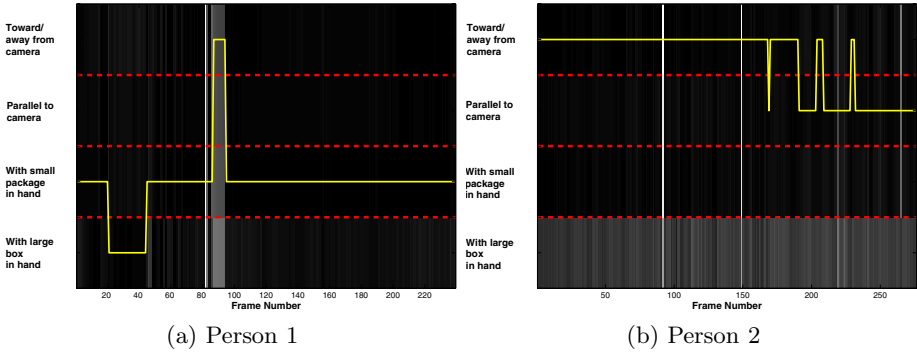 Toward/
away from
camera
Parallel to
camera
With small
package
in hand
With large
box
in hand
20 40 60 80 100 120 140 160 180 200 220
Frame Number
(a) Person 1
Toward/
away from
camera
Parallel to
camera
With small
package
in hand
With large
box
in hand
50 100 150 200 250
Frame Number
(b) Person 2